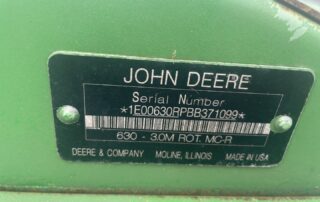 JOHN DEERE
Serial Number
*1E00630RPBB371099*
630 - 3.0M ROT. MC-R
DEERE & COMPANY MOLINE, ILLINOIS MADE IN USA